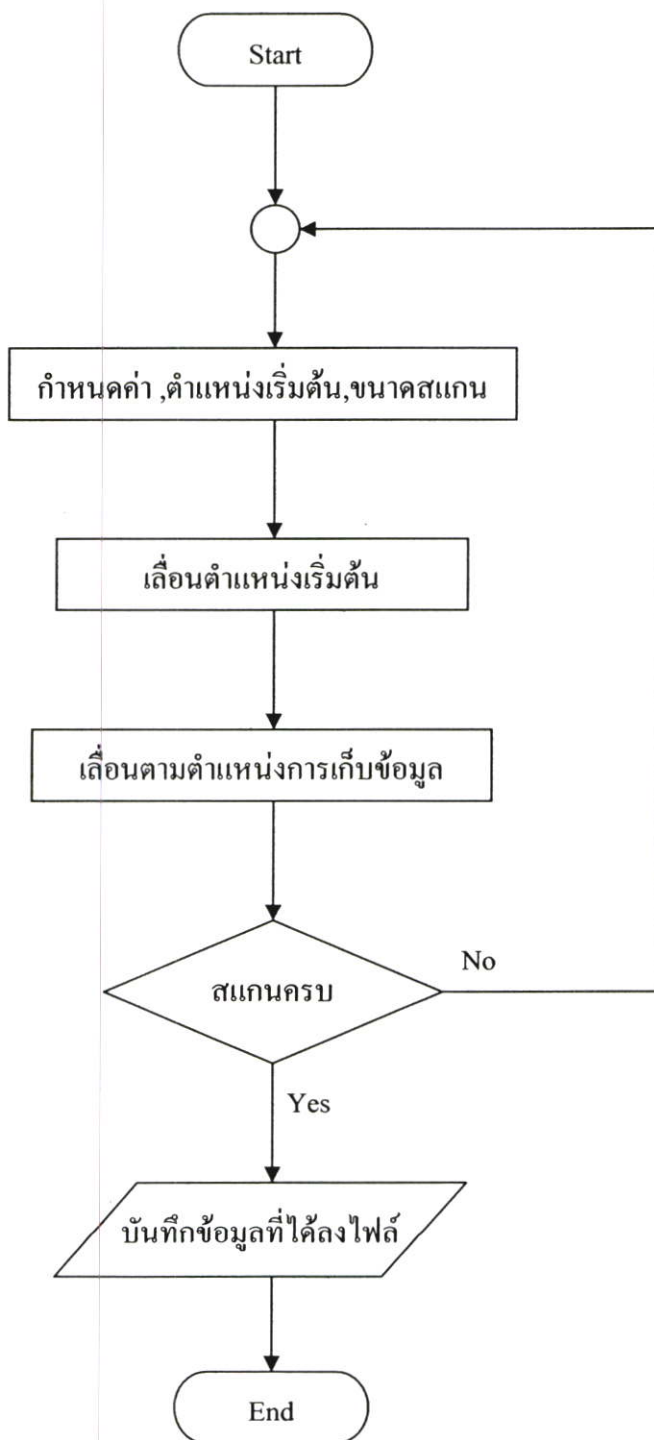 Start
กำหนดค่า ,ตำแหน่งเริ่มต้น,ขนาดสแกน
เลื่อนตำแหน่งเริ่มต้น
เลื่อนตามตำแหน่งการเก็บข้อมูล
สแกนครบ
No
Yes
บันทึกข้อมูลที่ได้ลงไฟล์
End